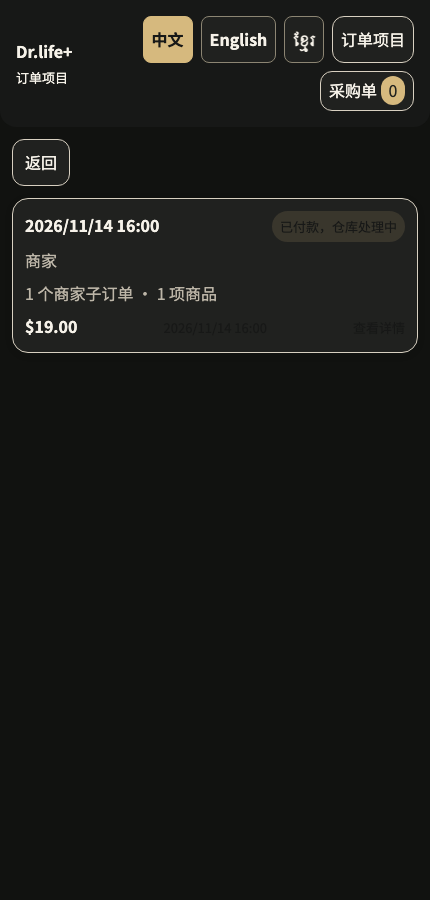 Dr.life+
订单项目
中文
English
ខ្មែរ
订单项目
采购单 0
返回
2026/11/14 16:00
已付款，仓库处理中
商家
1 个商家子订单 · 1 项商品
$19.00
2026/11/14 16:00
查看详情